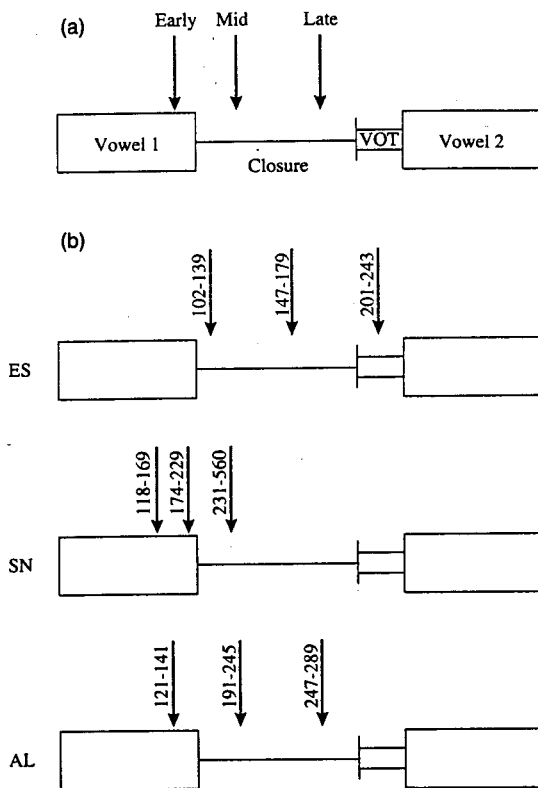 (a)
Early Mid Late
Vowel 1 VOT Vowel 2
Closure
(b)
102-139 147-179 201-243
ES
118-169 174-229 231-560
SN
121-141 191-245 247-289
AL